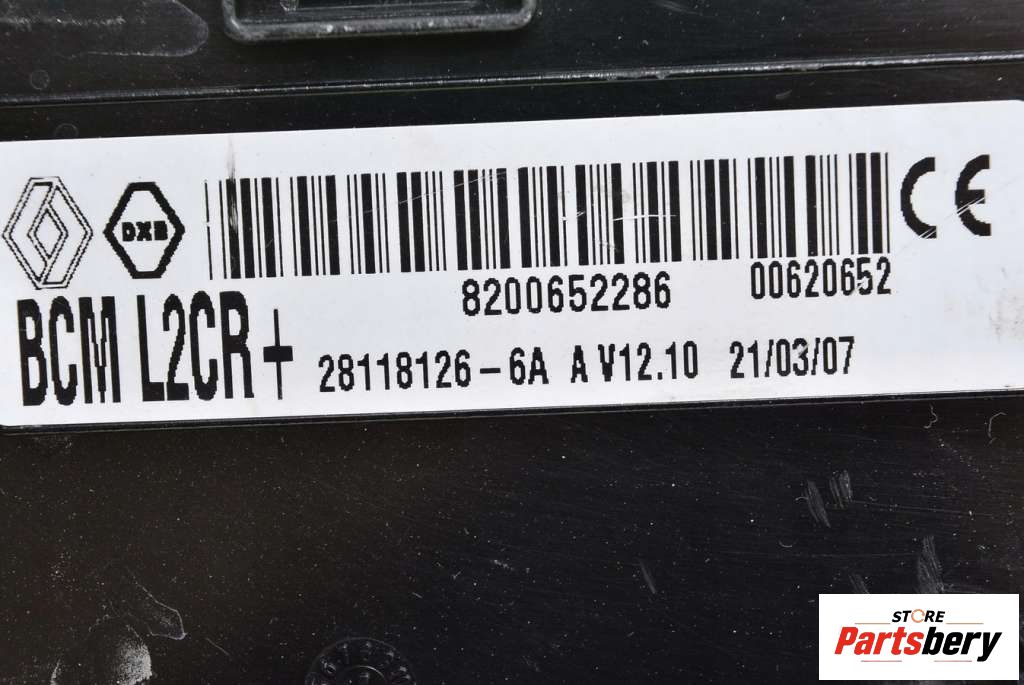 DXB
8200652286 00620652
CE
BCM L2CR+ 28118126-6A A V12.10 21/03/07
STORE
Partsbery